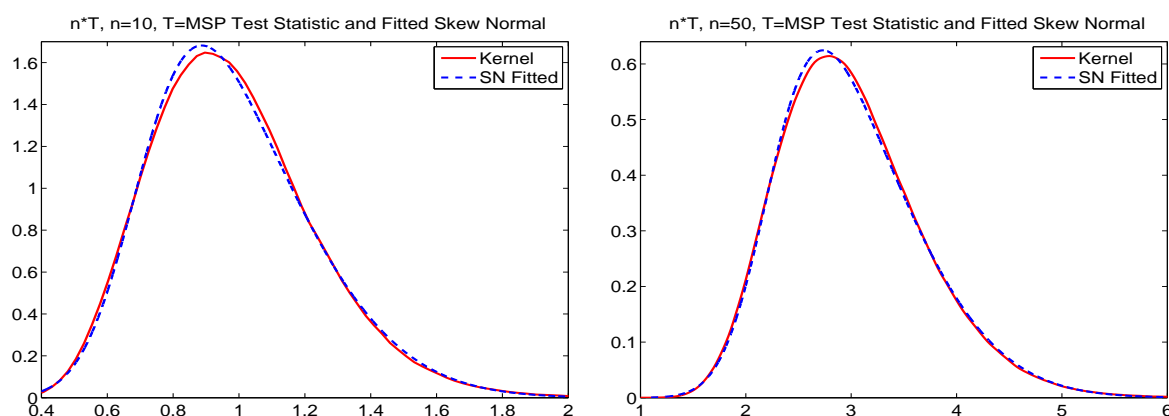 n*T, n=10, T=MSP Test Statistic and Fitted Skew Normal
Kernel
SN Fitted
1.6
1.4
1.2
1
0.8
0.6
0.4
0.2
0
0.4 0.6 0.8 1 1.2 1.4 1.6 1.8 2
n*T, n=50, T=MSP Test Statistic and Fitted Skew Normal
Kernel
SN Fitted
0.6
0.5
0.4
0.3
0.2
0.1
0
1 2 3 4 5 6